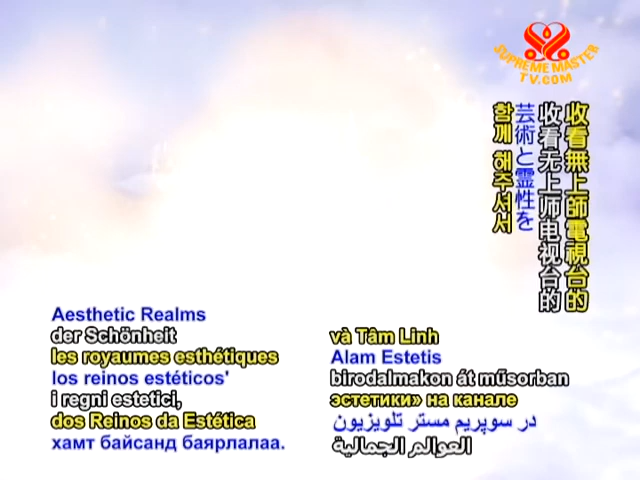 SUPREME MASTER
TV.COM
收看無上師電視台的
收看无上师电视台的
芸術と霊性を
함께 해주셔서
Aesthetic Realms
der Schönheit
les royaumes esthétiques
los reinos estéticos'
i regni estetici,
dos Reinos da Estética
хамт байсанд баярлалаа.
và Tâm Linh
Alam Estetis
birodalmakon át műsorban
эстетики» на канале
در سوپریم مستر تلویزیون
العوالم الجمالية